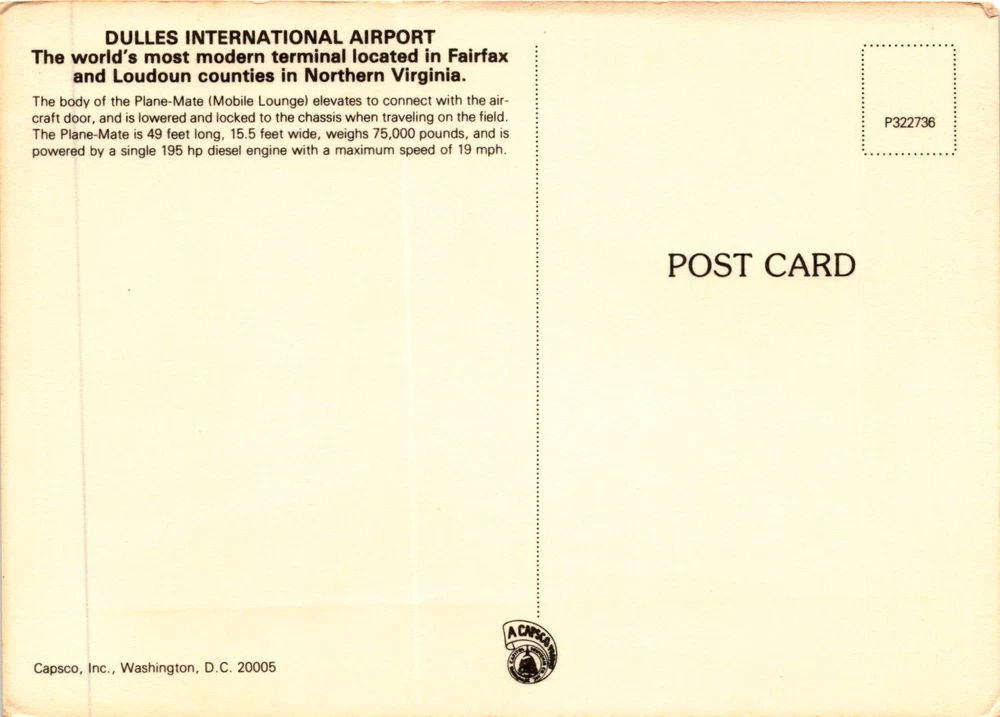 DULLES INTERNATIONAL AIRPORT
The world's most modern terminal located in Fairfax
and Loudoun counties in Northern Virginia.
The body of the Plane-Mate (Mobile Lounge) elevates to connect with the air-
craft door, and is lowered and locked to the chassis when traveling on the field.
The Plane-Mate is 49 feet long, 15.5 feet wide, weighs 75,000 pounds, and is
powered by a single 195 hp diesel engine with a maximum speed of 19 mph.
P322736
POST CARD
A CAPSCO
Capsco, Inc., Washington, D.C. 20005